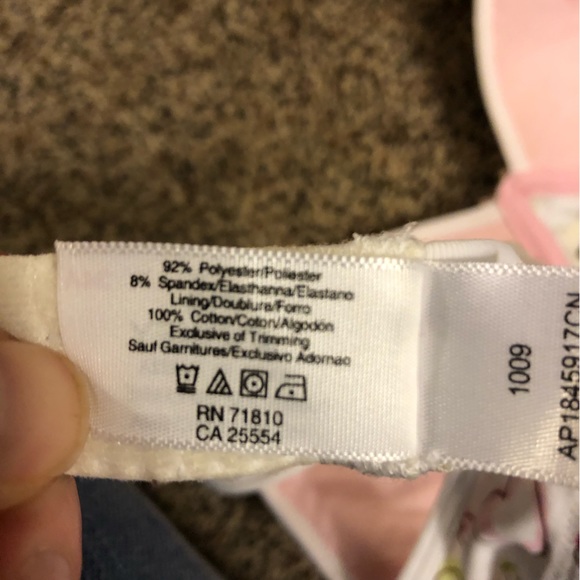 92% Polyester/Poliester
8% Spandex/Elasthanna/Elastano
Lining/Doublure/Forro
100% Cotton/Coton/Algodón
Exclusive of Trimming
Sauf Garnitures/Exclusivo Adornao
RN 71810
CA 25554
1009
AP1845917CN